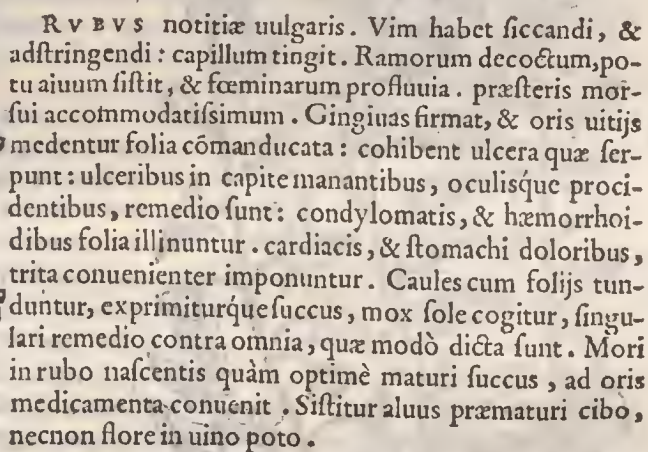 RVBVS notitiæ uulgaris. Vim habet ſiccandi, &
adſtringendi: capillum tingit. Ramorum decoctum, po-
tu aiuum ſiſtit, & fœminarum profluuia. præſteris mor-
ſui accommodatiſsimum. Gingiuas firmat, & oris uitijs
medentur folia cōmanducata: cohibent ulcera quæ ſer-
punt: ulceribus in capite manantibus, oculisq́ue proci-
dentibus, remedio ſunt: condylomatis, & hæmorrhoi-
dibus folia illinuntur. cardiacis, & ſtomachi doloribus,
trita conuenienter imponuntur. Caules cum folijs tun-
duntur, exprimiturq́ue ſuccus, mox ſole cogitur, ſingu-
lari remedio contra omnia, quæ modò dicta ſunt. Mori
in rubo naſcentis quàm optimè maturi ſuccus, ad oris
medicamenta conuenit. Siſtitur aluus præmaturi cibo,
necnon flore in uino poto.